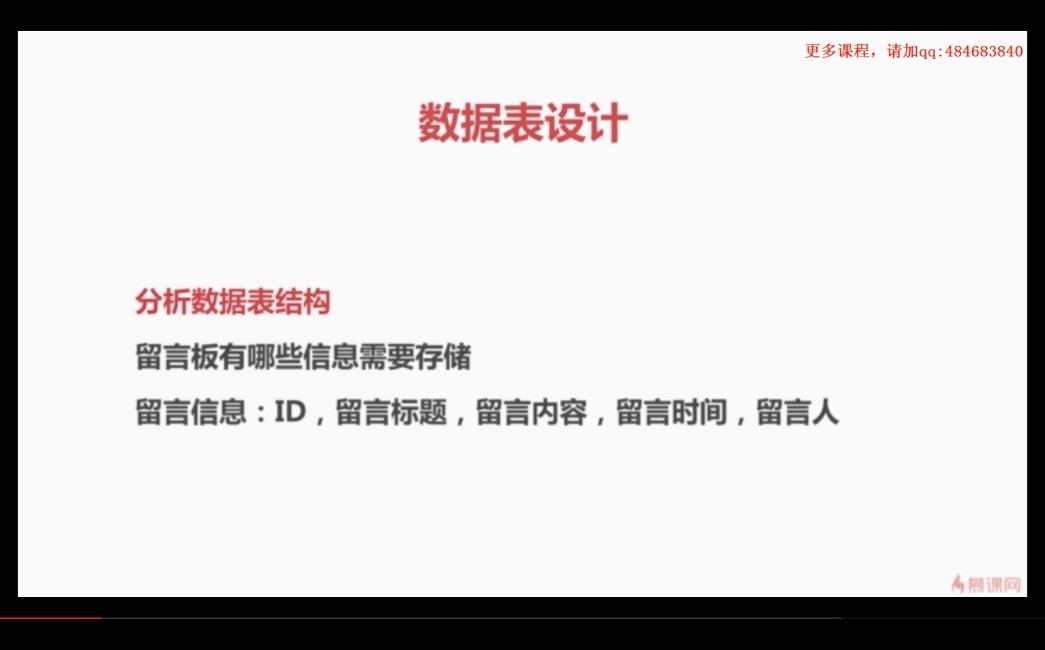 更多课程，请加qq:484683840
数据表设计
分析数据表结构
留言板有哪些信息需要存储
留言信息：ID，留言标题，留言内容，留言时间，留言人
慕课网